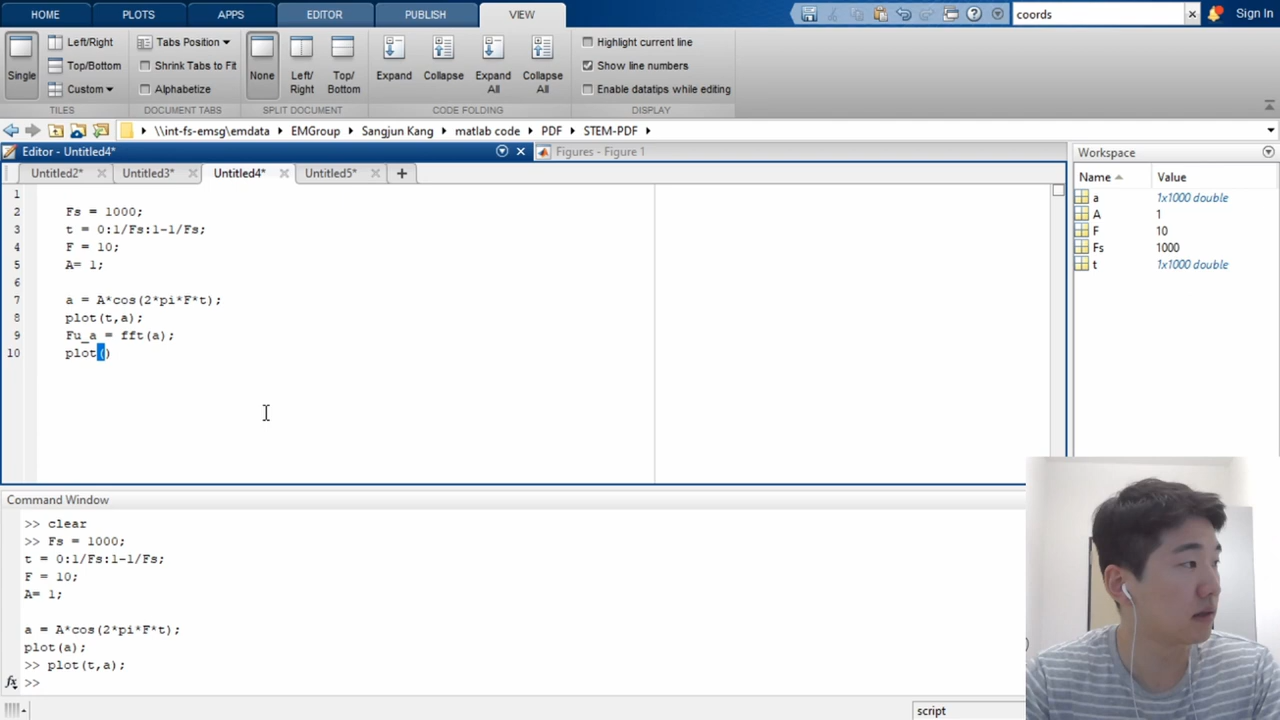 HOME PLOTS APPS EDITOR PUBLISH VIEW coords Sign In
Single Left/Right Top/Bottom Custom
TILES
Tabs Position Shrink Tabs to Fit Alphabetize
DOCUMENT TABS
None Left/Right Top/Bottom
SPLIT DOCUMENT
Expand Collapse Expand All Collapse All
CODE FOLDING
Highlight current line
Show line numbers
Enable datatips while editing
DISPLAY
\\int-fs-emsg\emdata EMGroup Sangjun Kang matlab code PDF STEM-PDF
Editor - Untitled4*
Figures - Figure 1
Untitled2* Untitled3* Untitled4* Untitled5*
1
2 Fs = 1000;
3 t = 0:1/Fs:1-1/Fs;
4 F = 10;
5 A= 1;
6
7 a = A*cos(2*pi*F*t);
8 plot(t,a);
9 Fu_a = fft(a);
10 plot()
Workspace
Name Value
a 1x1000 double
A 1
F 10
Fs 1000
t 1x1000 double
Command Window
>> clear
>> Fs = 1000;
t = 0:1/Fs:1-1/Fs;
F = 10;
A= 1;
a = A*cos(2*pi*F*t);
plot(a);
>> plot(t,a);
fx >>
script